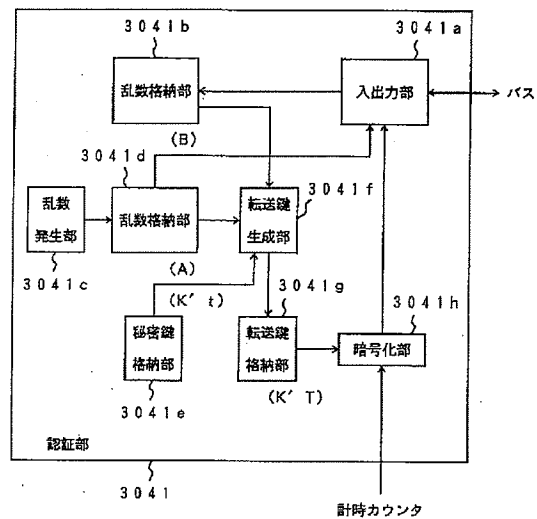 3041b
3041a
乱数格納部
入出力部
バス
(B)
3041d
3041f
乱数
発生部
乱数格納部
転送鍵
生成部
3041c
(A)
(K't)
3041g
3041h
秘密鍵
格納部
転送鍵
格納部
暗号化部
(K'T)
3041e
認証部
3041
計時カウンタ